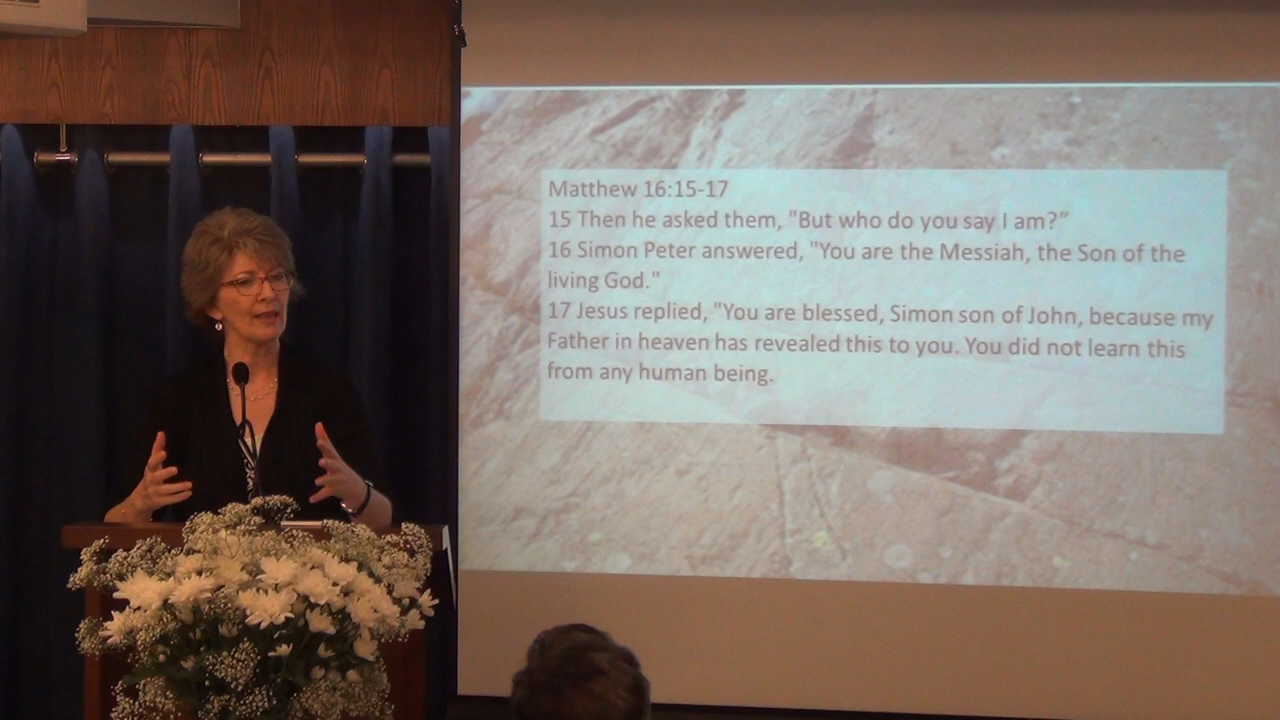 Matthew 16:15-17
15 Then he asked them, "But who do you say I am?”
16 Simon Peter answered, "You are the Messiah, the Son of the
living God."
17 Jesus replied, "You are blessed, Simon son of John, because my
Father in heaven has revealed this to you. You did not learn this
from any human being.